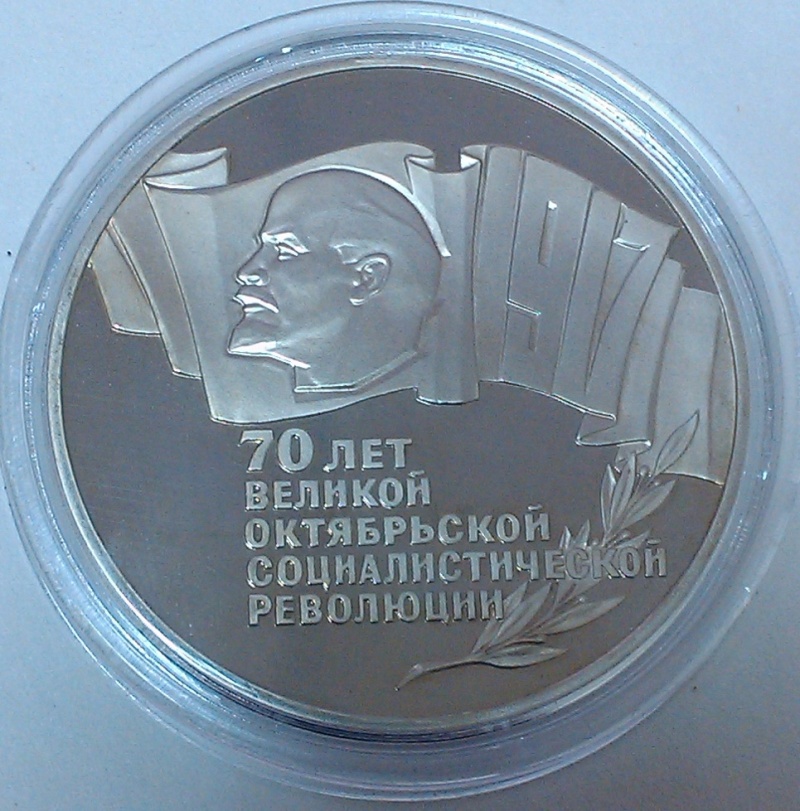 1917
70 ЛЕТ
ВЕЛИКОЙ
ОКТЯБРЬСКОЙ
СОЦИАЛИСТИЧЕСКОЙ
РЕВОЛЮЦИИ